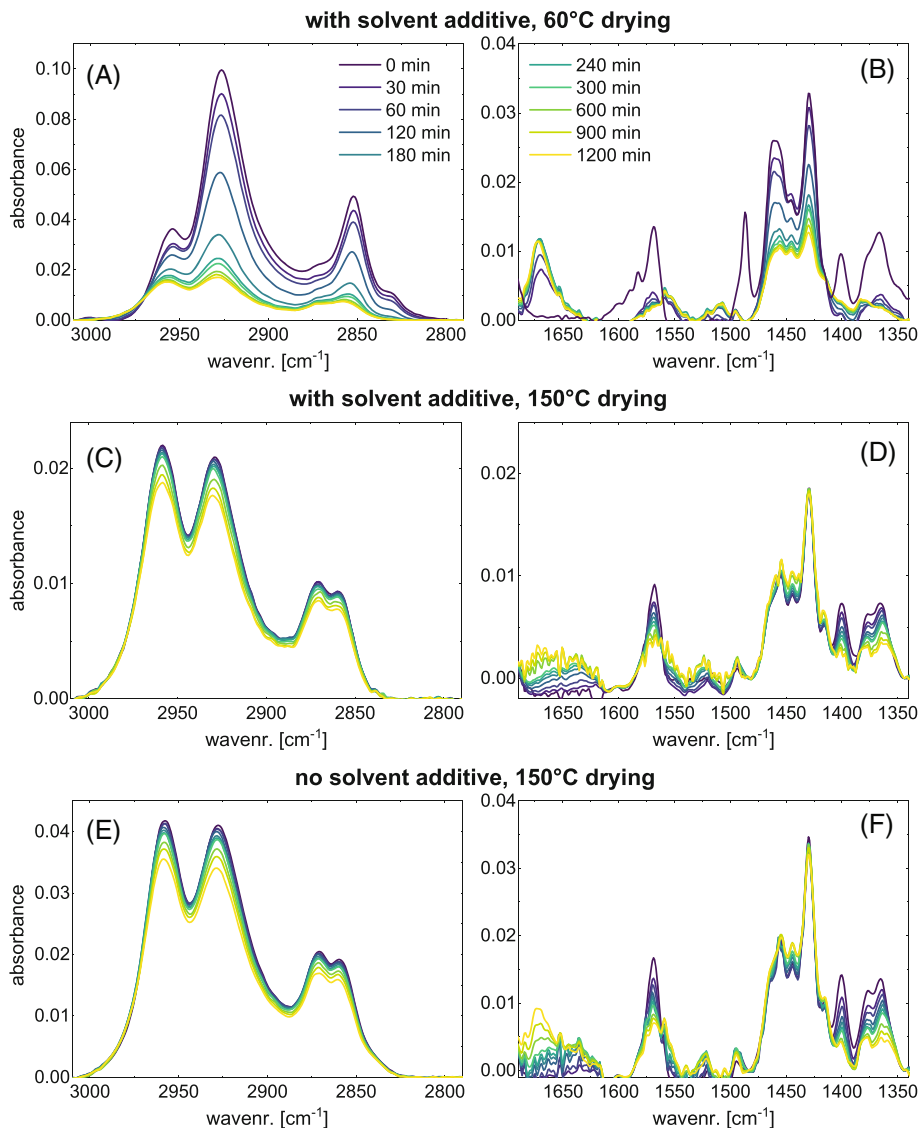 with solvent additive, 60°C drying
(A)
0 min
30 min
60 min
120 min
180 min
absorbance
0.10
0.08
0.06
0.04
0.02
0.00
3000 2950 2900 2850 2800
wavenr. [cm-1]
(B)
240 min
300 min
600 min
900 min
1200 min
0.04
0.03
0.02
0.01
0.00
1650 1600 1550 1500 1450 1400 1350
wavenr. [cm-1]
with solvent additive, 150°C drying
(C)
absorbance
0.02
0.01
0.00
3000 2950 2900 2850 2800
wavenr. [cm-1]
(D)
0.02
0.01
0.00
1650 1600 1550 1500 1450 1400 1350
wavenr. [cm-1]
no solvent additive, 150°C drying
(E)
absorbance
0.04
0.03
0.02
0.01
0.00
3000 2950 2900 2850 2800
wavenr. [cm-1]
(F)
0.04
0.03
0.02
0.01
0.00
1650 1600 1550 1500 1450 1400 1350
wavenr. [cm-1]